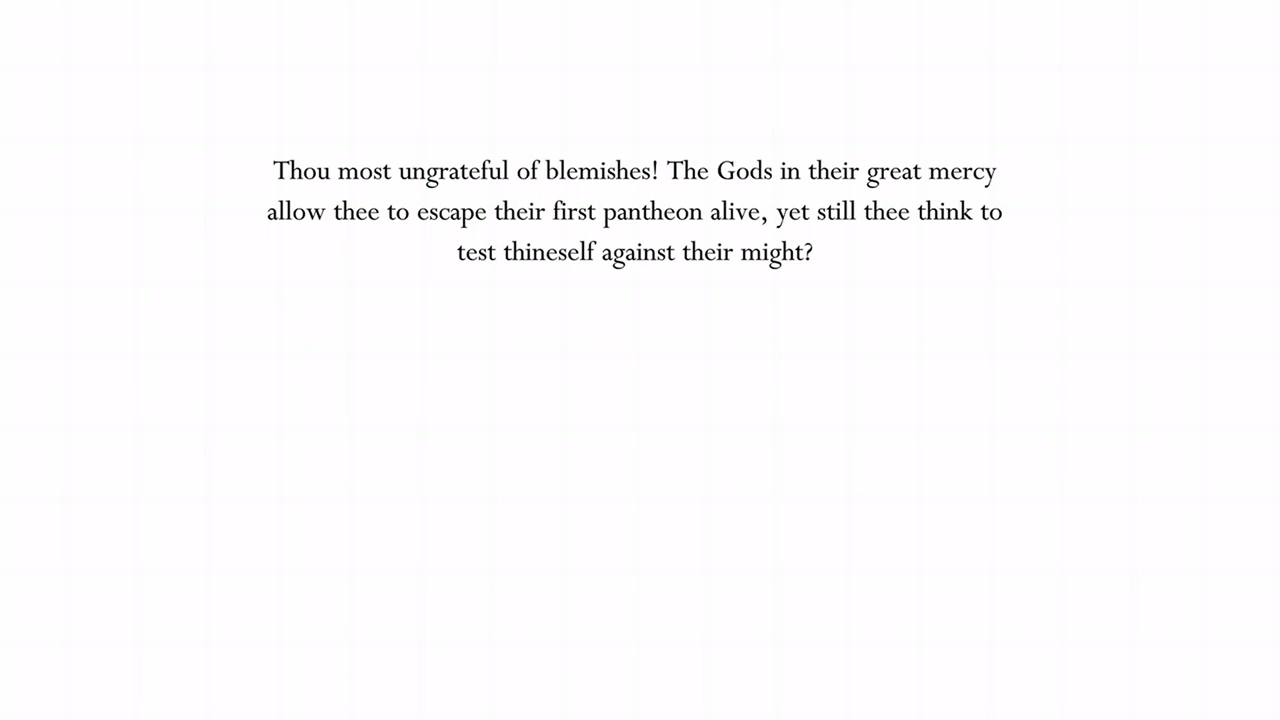 Thou most ungrateful of blemishes! The Gods in their great mercy
allow thee to escape their first pantheon alive, yet still thee think to
test thineself against their might?